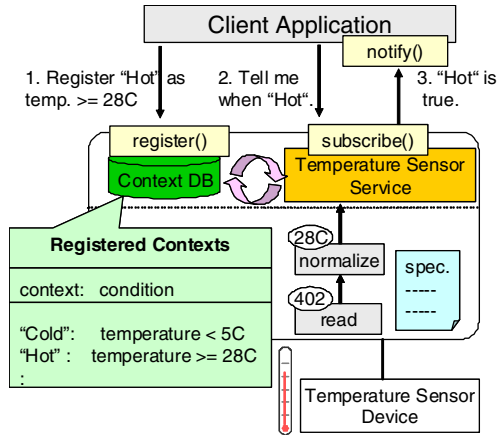 Client Application
notify()
1. Register “Hot” as
temp. >= 28C
2. Tell me
when “Hot“.
3. “Hot“ is
true.
register()
subscribe()
Context DB
Temperature Sensor
Service
Registered Contexts
context: condition
“Cold”: temperature < 5C
“Hot” : temperature >= 28C
:
28C
normalize
402
read
spec.
-----
-----
Temperature Sensor
Device